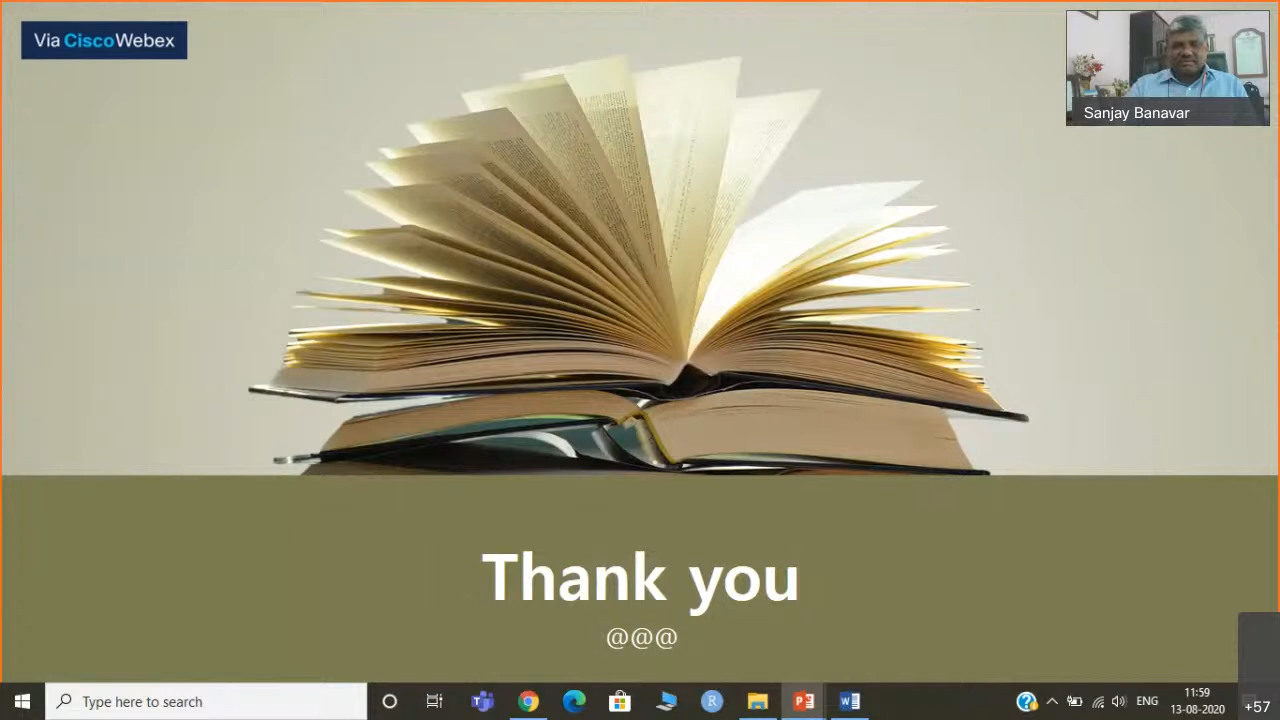 Via CiscoWebex
Sanjay Banavar
Thank you
@@@
Type here to search
ENG
11:59
13-08-2020
+57